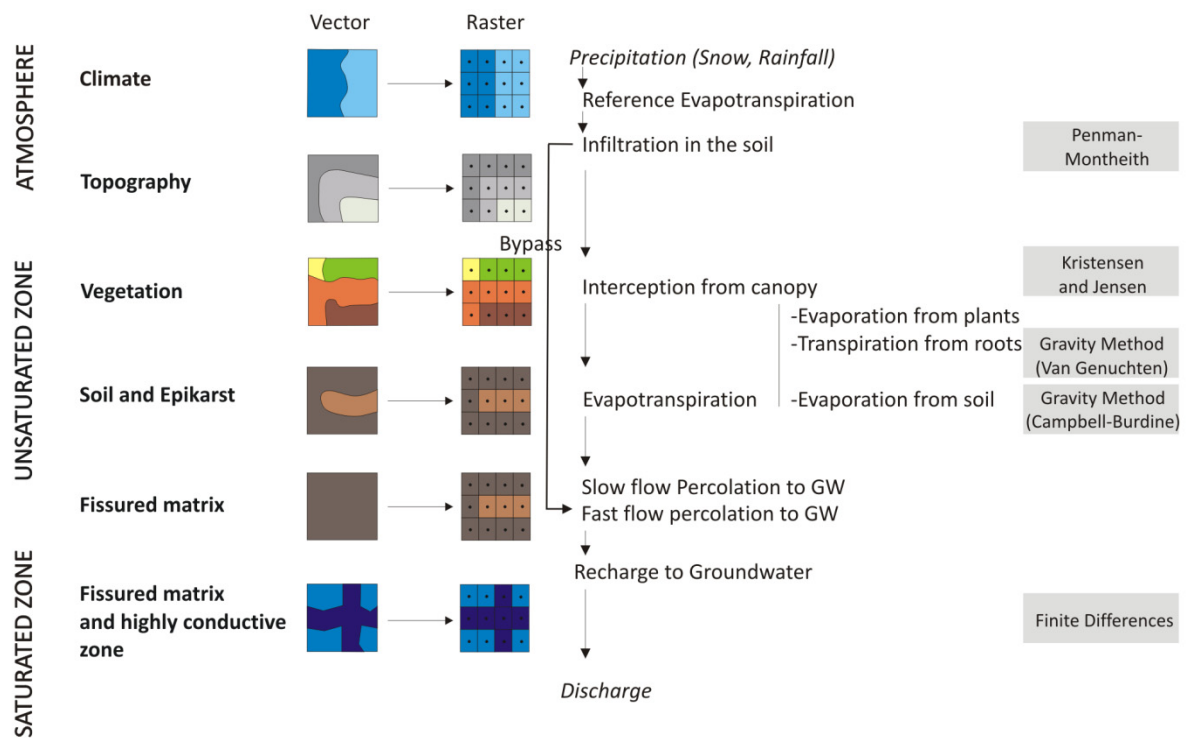 Vector
Raster
ATMOSPHERE
Climate
Precipitation (Snow, Rainfall)
Reference Evapotranspiration
Infiltration in the soil
Penman-
Montheith
Topography
Bypass
UNSATURATED ZONE
Vegetation
Interception from canopy
Kristensen
and Jensen
-Evaporation from plants
-Transpiration from roots
Gravity Method
(Van Genuchten)
Soil and Epikarst
Evapotranspiration
-Evaporation from soil
Gravity Method
(Campbell-Burdine)
Fissured matrix
Slow flow Percolation to GW
Fast flow percolation to GW
SATURATED ZONE
Fissured matrix
and highly conductive
zone
Recharge to Groundwater
Finite Differences
Discharge